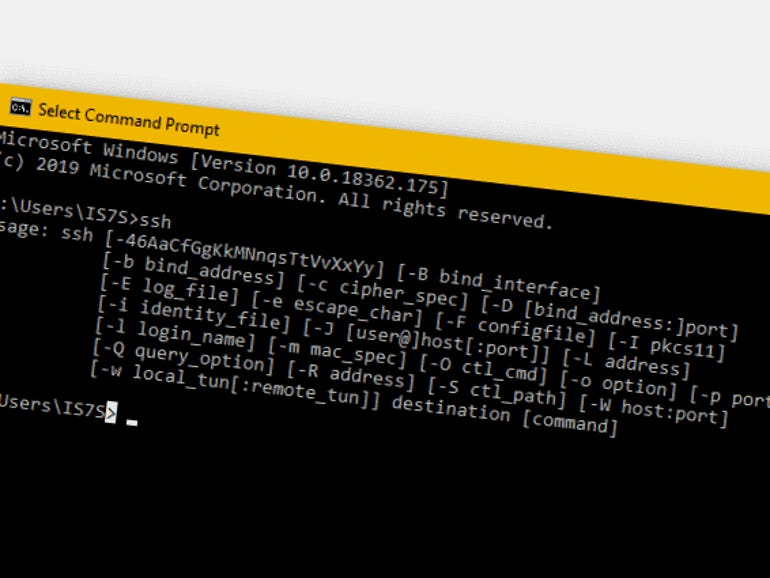 Select Command Prompt
Microsoft Windows [Version 10.0.18362.175]
(c) 2019 Microsoft Corporation. All rights reserved.
:\Users\IS7S>ssh
sage: ssh [-46AaCfGgKkMNnqsTtVvXxYy] [-B bind_interface]
[-b bind_address] [-c cipher_spec] [-D [bind_address:]port]
[-E log_file] [-e escape_char] [-F configfile] [-I pkcs11]
[-i identity_file] [-J [user@]host[:port]] [-L address]
[-l login_name] [-m mac_spec] [-O ctl_cmd] [-o option] [-p port
[-Q query_option] [-R address] [-S ctl_path] [-W host:port]
[-w local_tun[:remote_tun]] destination [command]
Users\IS7S>